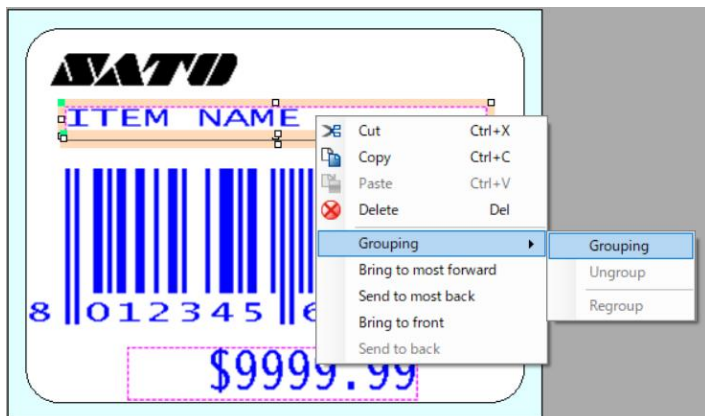 SATO
ITEM NAME
Cut Ctrl+X
Copy Ctrl+C
Paste Ctrl+V
Delete Del
Grouping
Grouping
Bring to most forward
Ungroup
Send to most back
Regroup
Bring to front
Send to back
8 012345 6
$9999.99